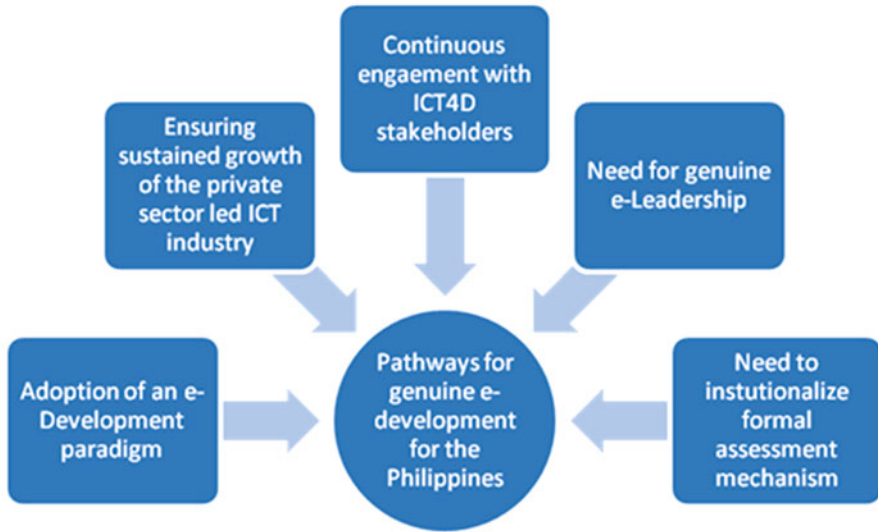 Continuous
engaement with
ICT4D
stakeholders
Ensuring
sustained growth
of the private
sector led ICT
industry
Need for genuine
e-Leadership
Adoption of an e-
Development
paradigm
Pathways for
genuine e-
development
for the
Philippines
Need to
instutionalize
formal
assessment
mechanism